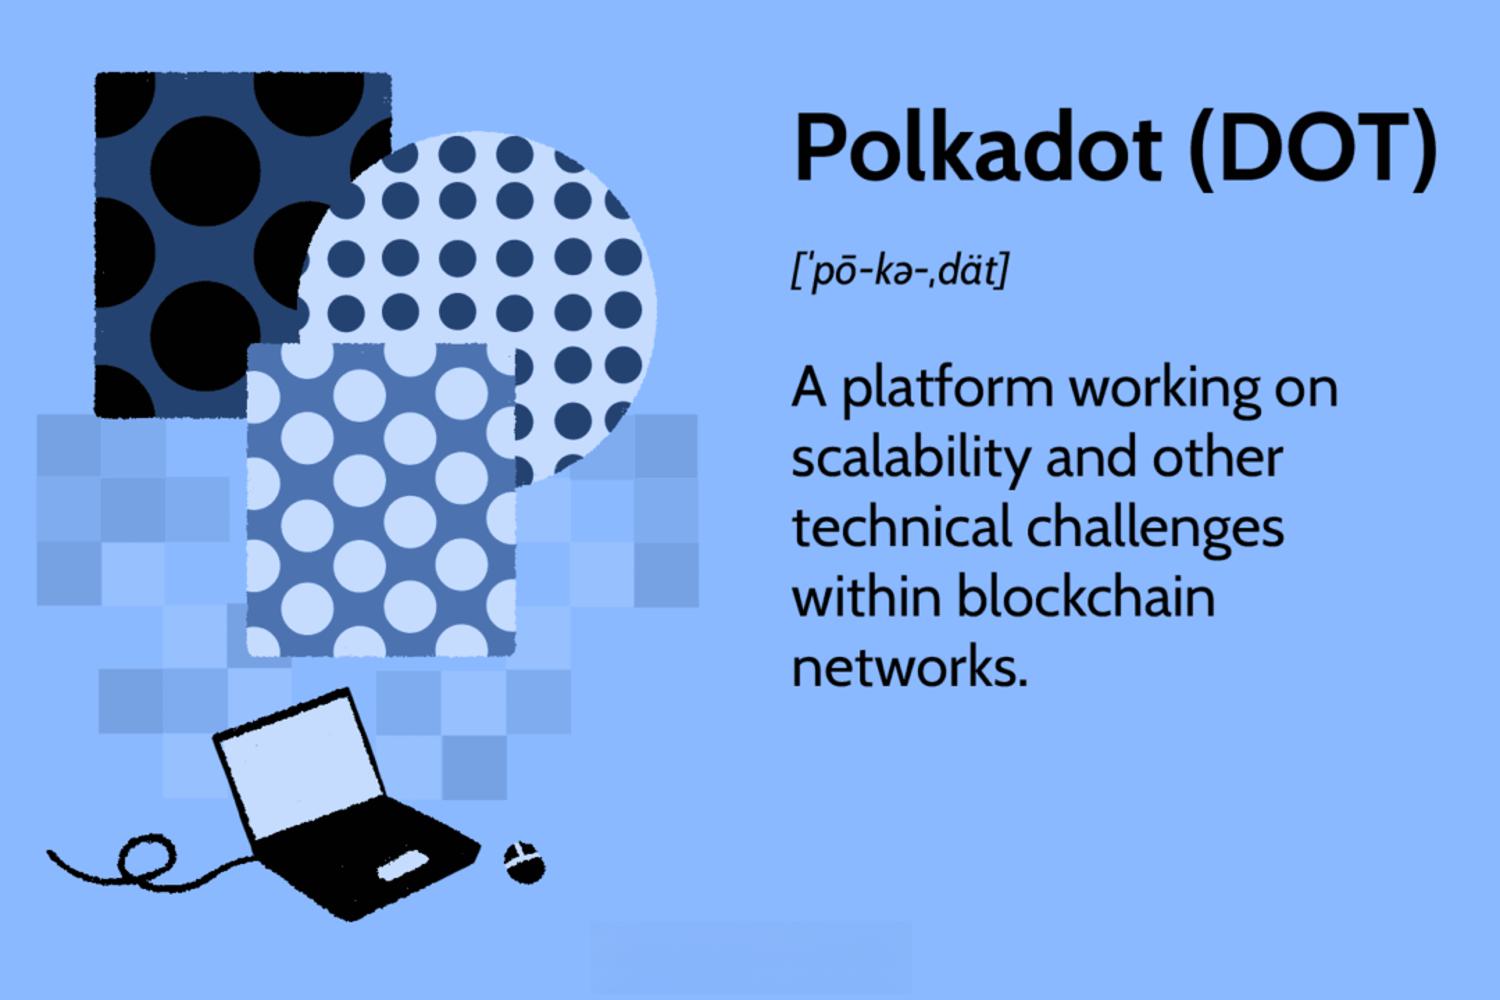 Polkadot (DOT)
[ˈpō-kə-ˌdät]
A platform working on
scalability and other
technical challenges
within blockchain
networks.